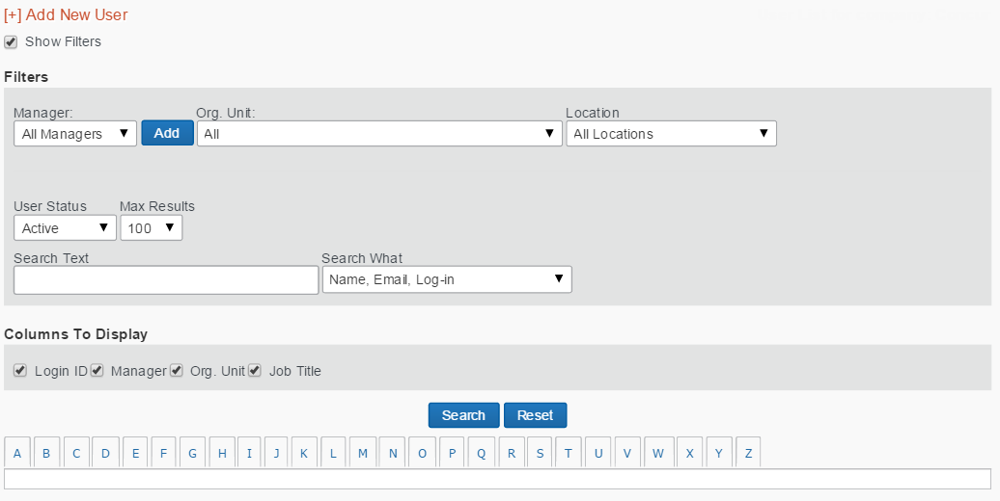 [+] Add New User
Show Filters
Filters
Manager: Org. Unit: Location
All Managers Add All All Locations
User Status Max Results
Active 100
Search Text Search What
Name, Email, Log-in
Columns To Display
Login ID Manager Org. Unit Job Title
Search Reset
A B C D E F G H I J K L M N O P Q R S T U V W X Y Z